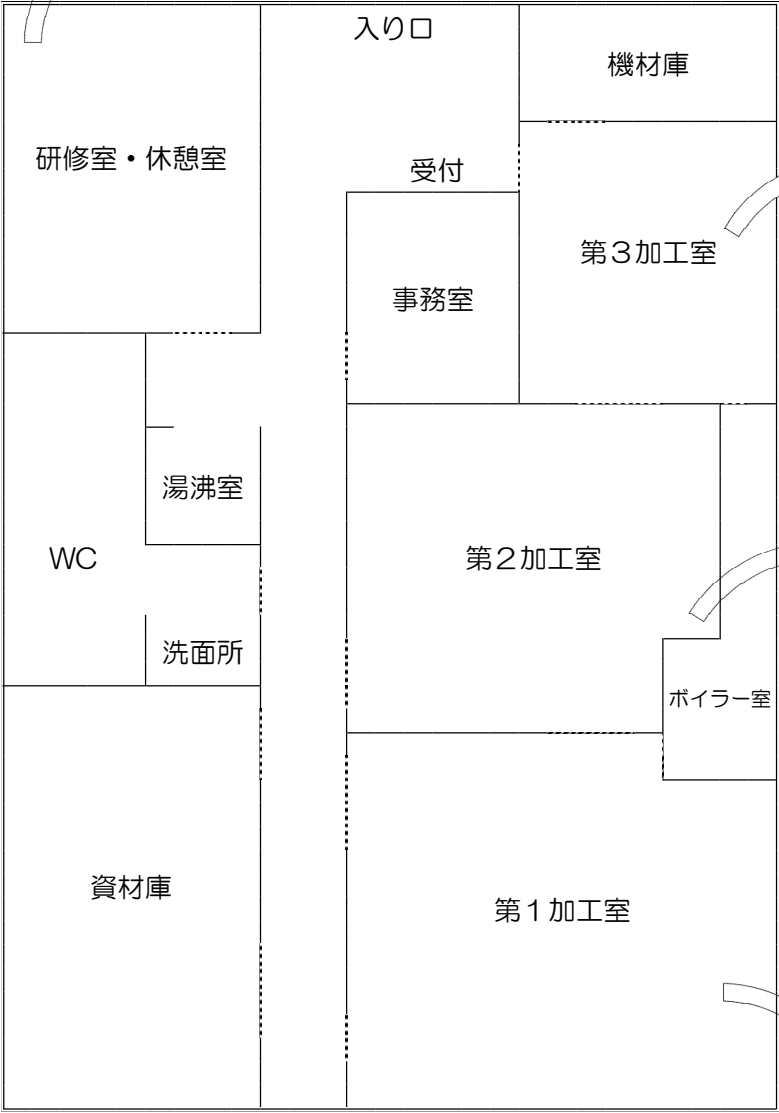 入り口
機材庫
研修室・休憩室
受付
第３加工室
事務室
湯沸室
WC
第２加工室
洗面所
ボイラー室
資材庫
第１加工室